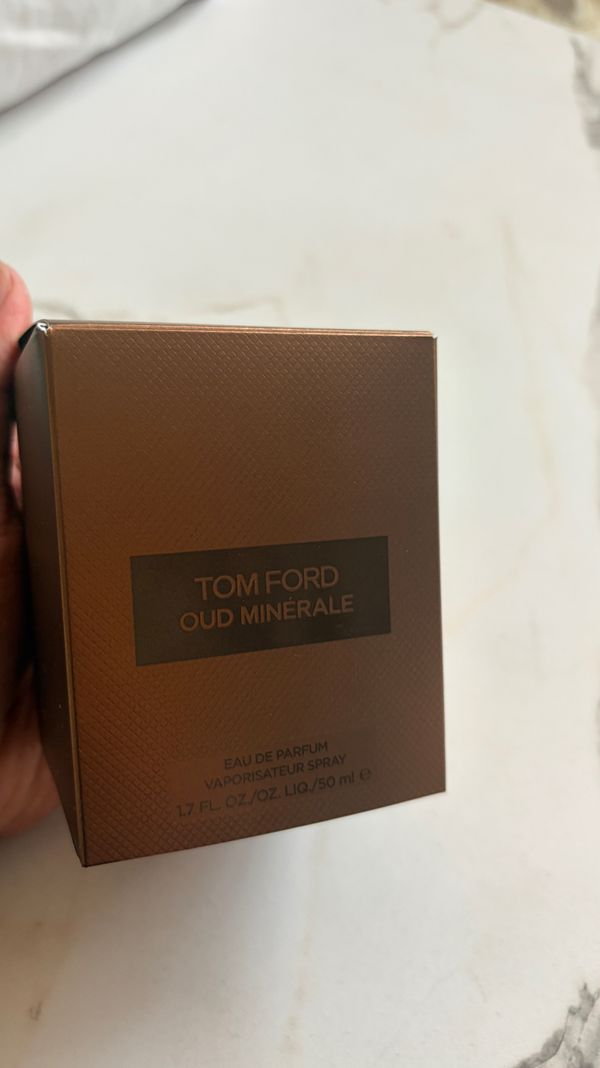 TOM FORD
OUD MINÉRALE
EAU DE PARFUM
VAPORISATEUR SPRAY
1.7 FL. OZ./OZ. LIQ./50 ml ℮